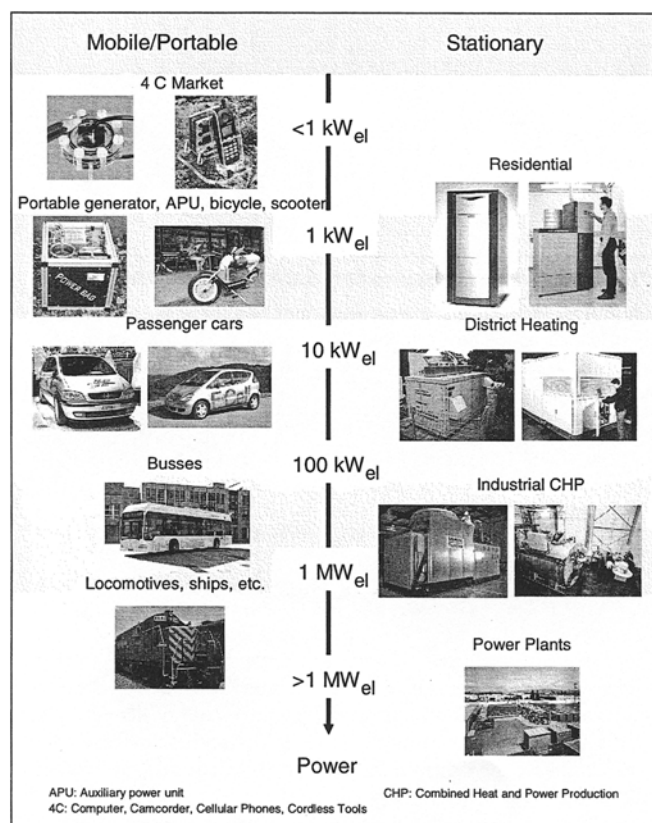 Mobile/Portable
Stationary
4 C Market
<1 kWel
Residential
Portable generator, APU, bicycle, scooter
1 kWel
POWER BAG
Passenger cars
District Heating
10 kWel
Busses
100 kWel
Industrial CHP
Locomotives, ships, etc.
1 MWel
Power Plants
>1 MWel
Power
APU: Auxiliary power unit
CHP: Combined Heat and Power Production
4C: Computer, Camcorder, Cellular Phones, Cordless Tools